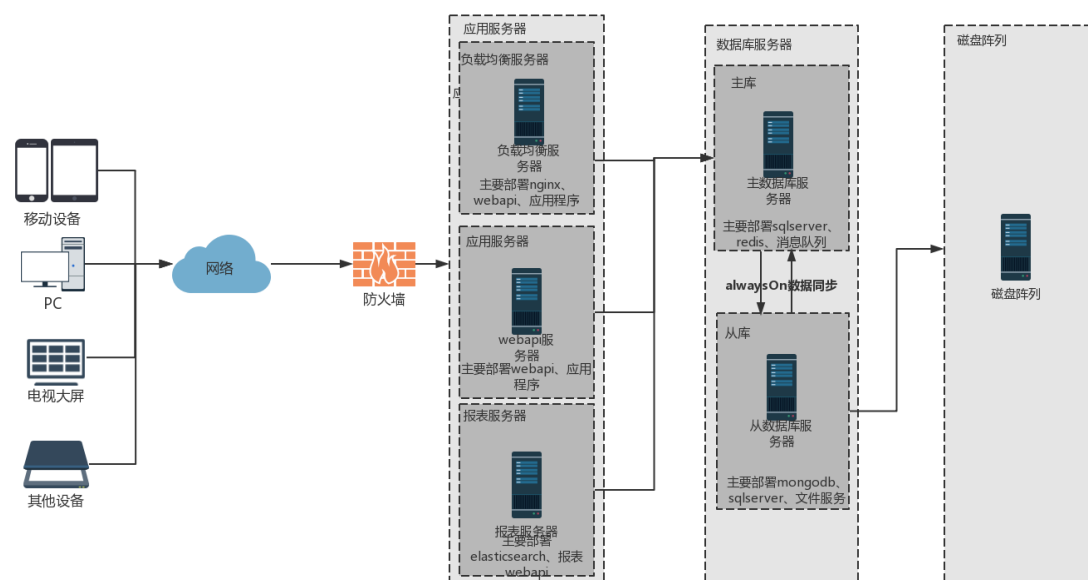 移动设备
PC
电视大屏
其他设备
网络
防火墙
应用服务器
负载均衡服务器
应
负载均衡服
务器
主要部署nginx、
webapi、应用程序
应用服务器
webapi服
务器
主要部署webapi、应用
程序
报表服务器
报表服务器
主要部署
elasticsearch、报表
webapi
数据库服务器
主库
主数据库服
务器
主要部署sqlserver、
redis、消息队列
alwaysOn数据同步
从库
从数据库服
务器
主要部署mongodb、
sqlserver、文件服务
磁盘阵列
磁盘阵列